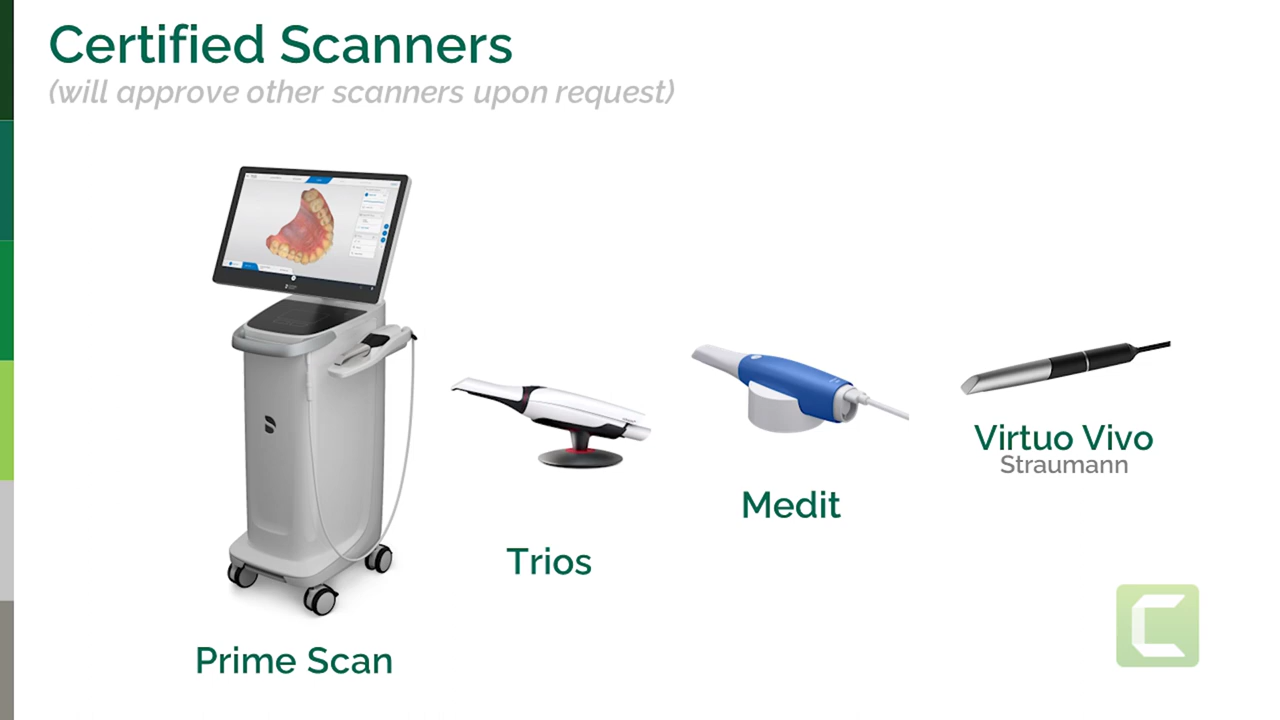 Certified Scanners
(will approve other scanners upon request)
Virtuo Vivo
Straumann
Medit
Trios
Prime Scan